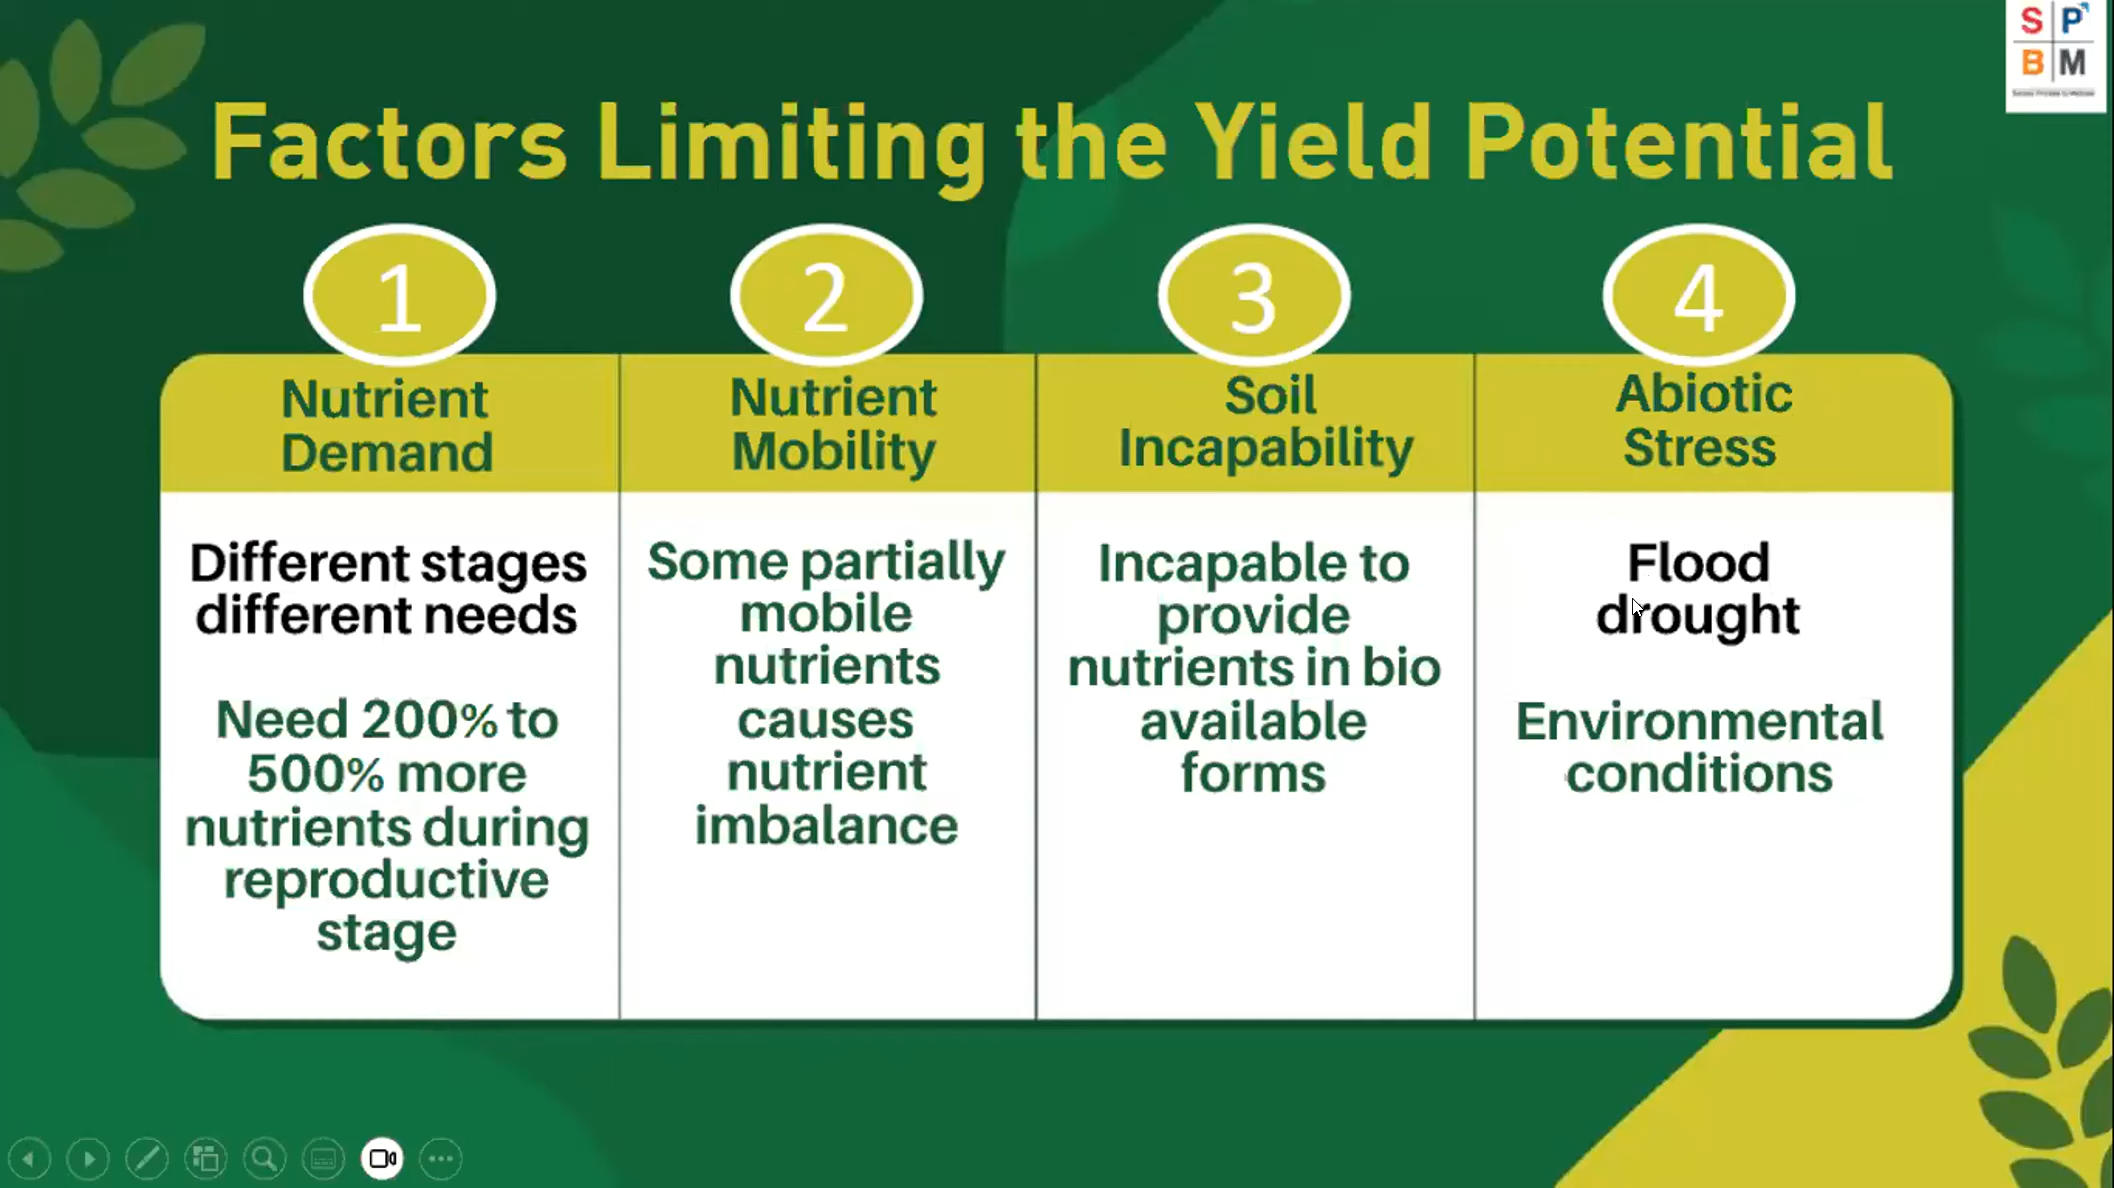 S P
B M
Factors Limiting the Yield Potential
1
Nutrient
Demand
Different stages
different needs
Need 200% to
500% more
nutrients during
reproductive
stage
2
Nutrient
Mobility
Some partially
mobile
nutrients
causes
nutrient
imbalance
3
Soil
Incapability
Incapable to
provide
nutrients in bio
available
forms
4
Abiotic
Stress
Flood
drought
Environmental
conditions